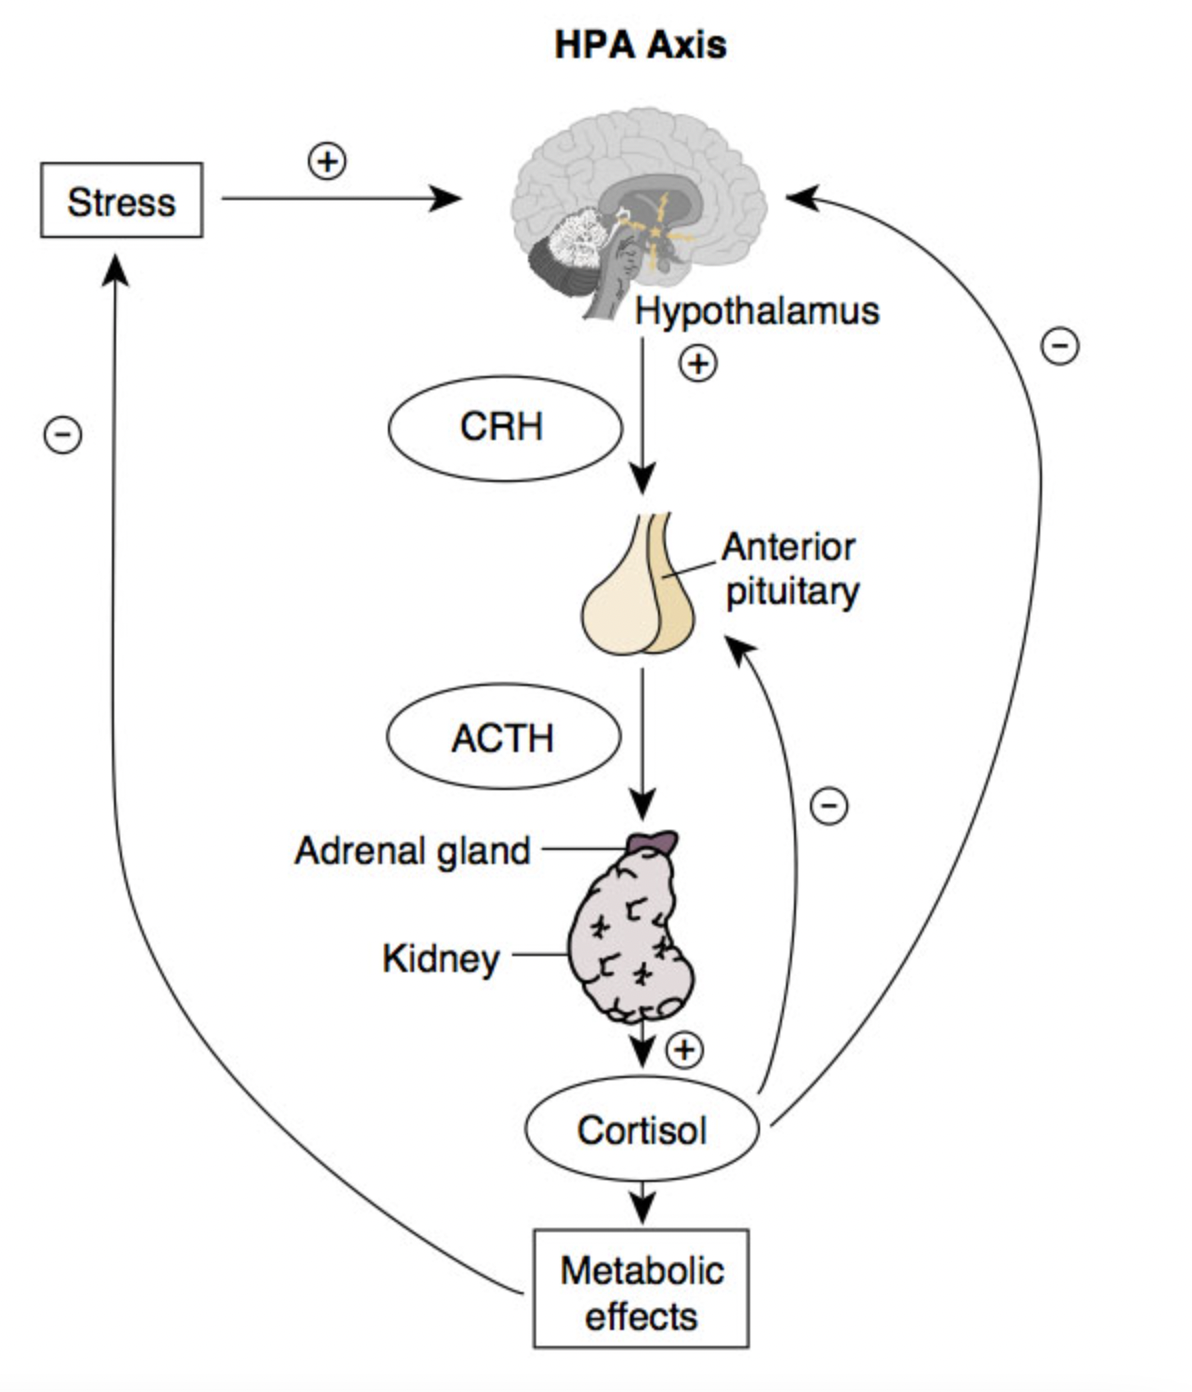 HPA Axis
Stress
+
Hypothalamus
+
−
−
CRH
Anterior
pituitary
ACTH
−
Adrenal gland
Kidney
+
Cortisol
Metabolic
effects